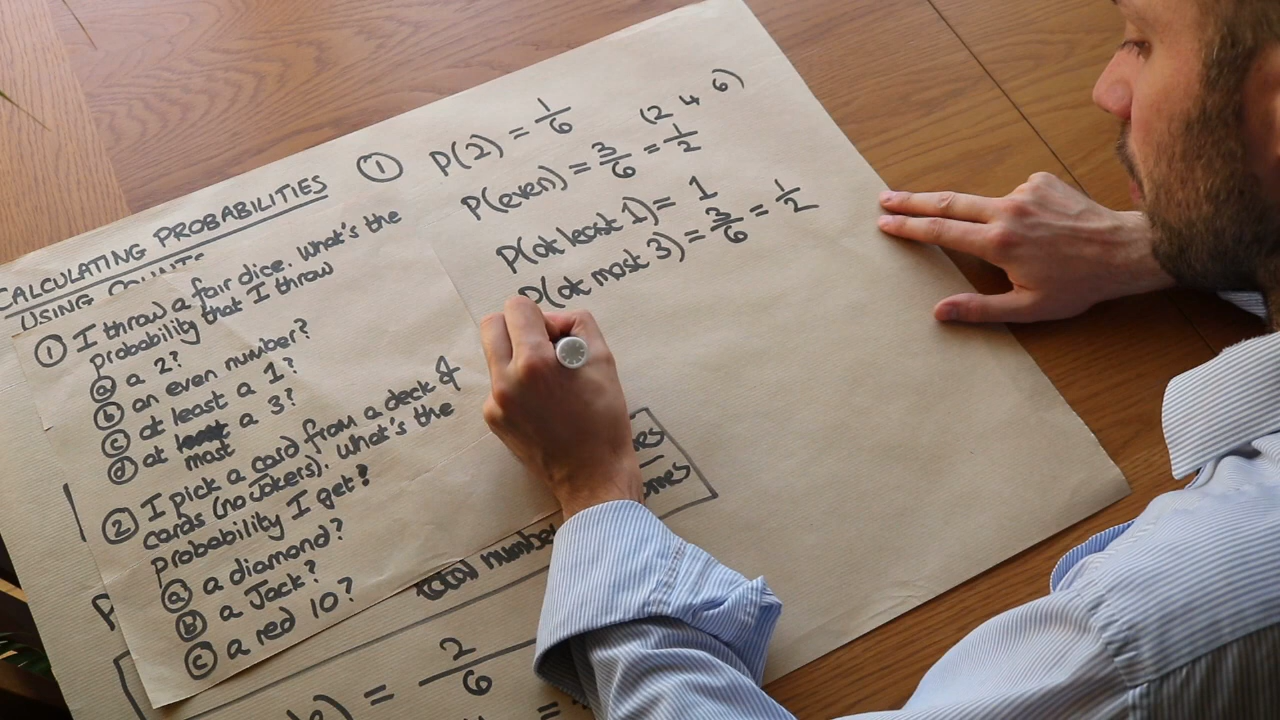 CALCULATING PROBABILITIES
USING COUNTS
① I throw a fair dice. What's the
probability that I throw
ⓐ a 2?
ⓑ an even number?
ⓒ at least a 1?
ⓓ at most a 3?
② I pick a card from a deck of
cards (no Jokers). What's the
probability I get?
ⓐ a diamond?
ⓑ a Jack?
ⓒ a red 10?
① P(2) = 1/6
(2 4 6)
P(even) = 3/6 = 1/2
P(at least 1) = 1
P(at most 3) = 3/6 = 1/2
total number
= 2/6